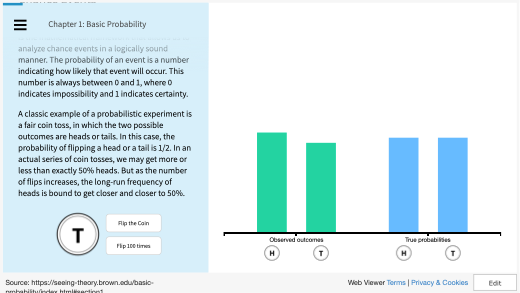 Chapter 1: Basic Probability
analyze chance events in a logically sound
manner. The probability of an event is a number
indicating how likely that event will occur. This
number is always between 0 and 1, where 0
indicates impossibility and 1 indicates certainty.
A classic example of a probabilistic experiment is
a fair coin toss, in which the two possible
outcomes are heads or tails. In this case, the
probability of flipping a head or a tail is 1/2. In an
actual series of coin tosses, we may get more or
less than exactly 50% heads. But as the number
of flips increases, the long-run frequency of
heads is bound to get closer and closer to 50%.
T
Flip the Coin
Flip 100 times
Observed outcomes
True probabilities
H
T
H
T
Source: https://seeing-theory.brown.edu/basic-
probability/index.html#section1
Web Viewer Terms | Privacy & Cookies
Edit